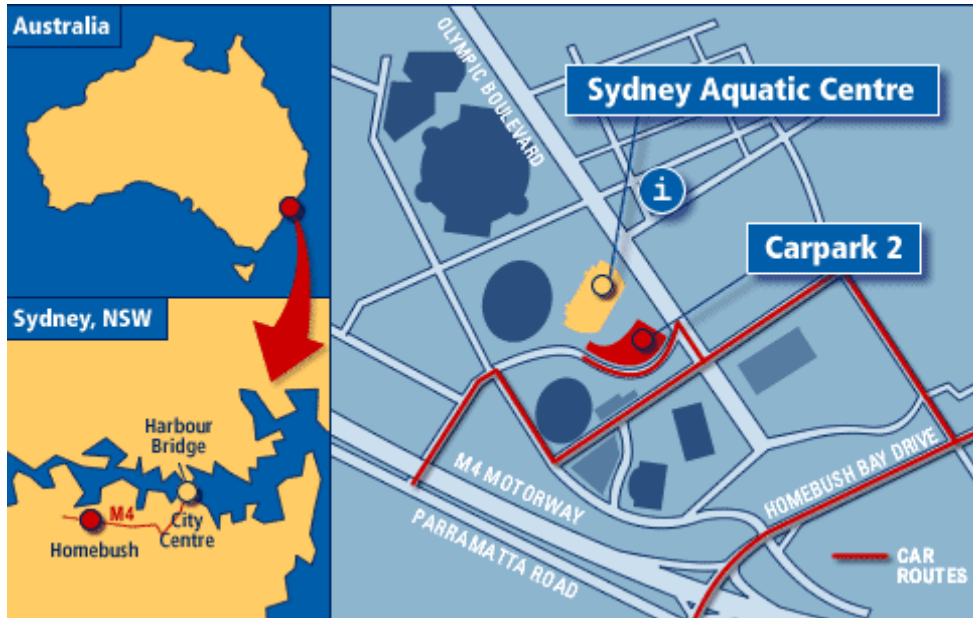 Australia
Sydney, NSW
Harbour
Bridge
M4
City
Centre
Homebush
OLYMPIC BOULEVARD
Sydney Aquatic Centre
i
Carpark 2
M4 MOTORWAY
PARRAMATTA ROAD
HOMEBUSH BAY DRIVE
CAR
ROUTES